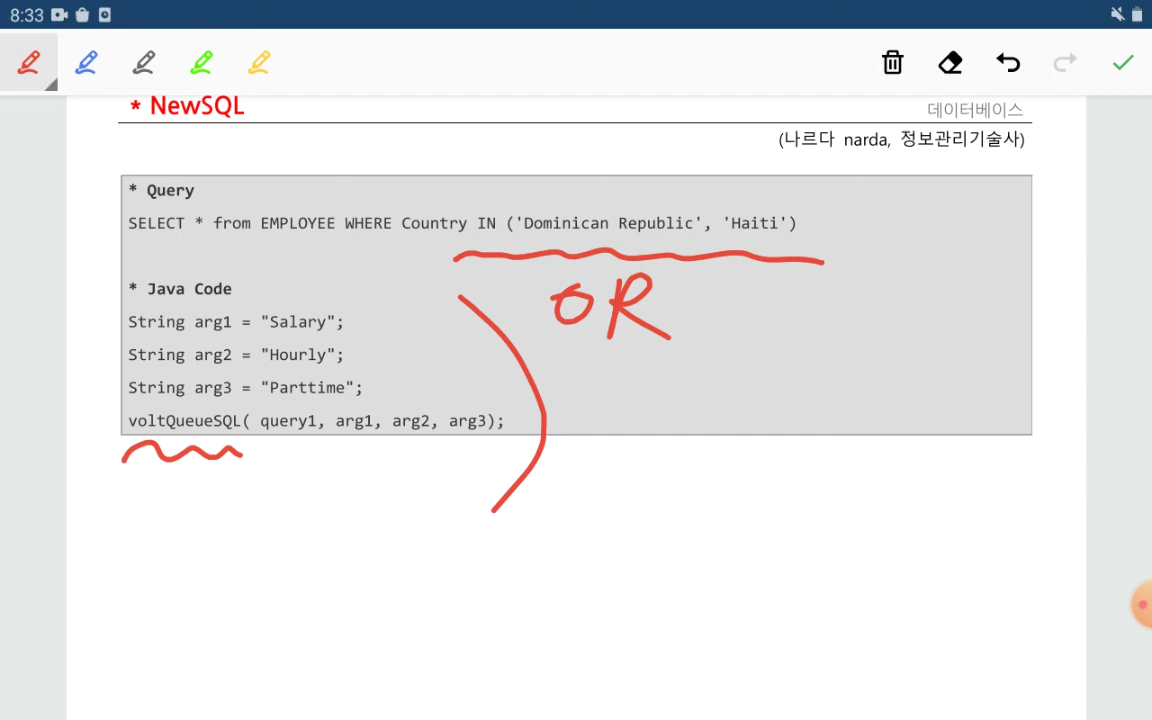 8:33
* NewSQL
데이터베이스
(나르다 narda, 정보관리기술사)
* Query
SELECT * from EMPLOYEE WHERE Country IN ('Dominican Republic', 'Haiti')
OR
* Java Code
String arg1 = "Salary";
String arg2 = "Hourly";
String arg3 = "Parttime";
voltQueueSQL( query1, arg1, arg2, arg3);